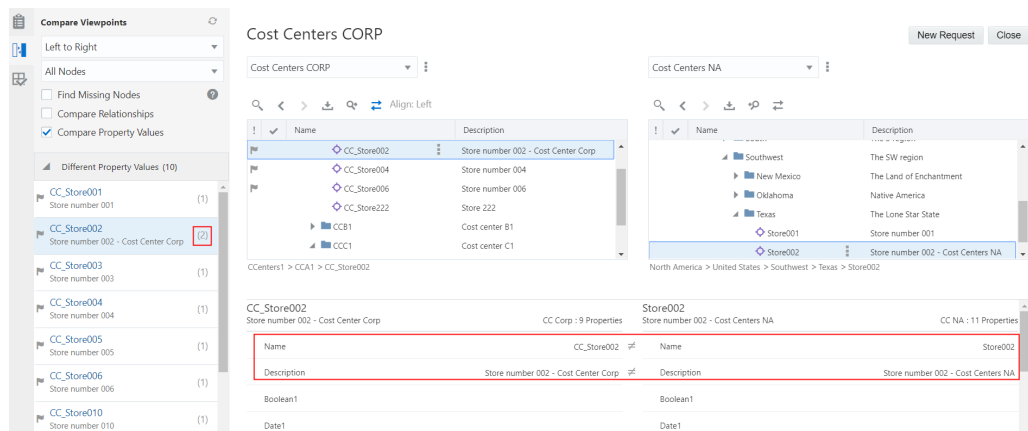 Compare Viewpoints
Left to Right
All Nodes
Find Missing Nodes
Compare Relationships
Compare Property Values
Different Property Values (10)
CC_Store001
Store number 001
(1)
CC_Store002
Store number 002 - Cost Center Corp
(2)
CC_Store003
Store number 003
(1)
CC_Store004
Store number 004
(1)
CC_Store005
Store number 005
(1)
CC_Store006
Store number 006
(1)
CC_Store010
Store number 010
(1)
Cost Centers CORP
New Request Close
Cost Centers CORP
Align: Left
! Name Description
CC_Store002 Store number 002 - Cost Center Corp
CC_Store004 Store number 004
CC_Store006 Store number 006
CC_Store222 Store 222
CCB1 Cost center B1
CCC1 Cost center C1
CCenters1 > CCA1 > CC_Store002
Cost Centers NA
! Name Description
Southwest The SW region
New Mexico The Land of Enchantment
Oklahoma Native America
Texas The Lone Star State
Store001 Store number 001
Store002 Store number 002 - Cost Centers NA
North America > United States > Southwest > Texas > Store002
CC_Store002 Store002
Store number 002 - Cost Center Corp CC Corp : 9 Properties Store number 002 - Cost Centers NA CC NA : 11 Properties
Name CC_Store002 ≠ Name Store002
Description Store number 002 - Cost Center Corp ≠ Description Store number 002 - Cost Centers NA
Boolean1 Boolean1
Date1 Date1